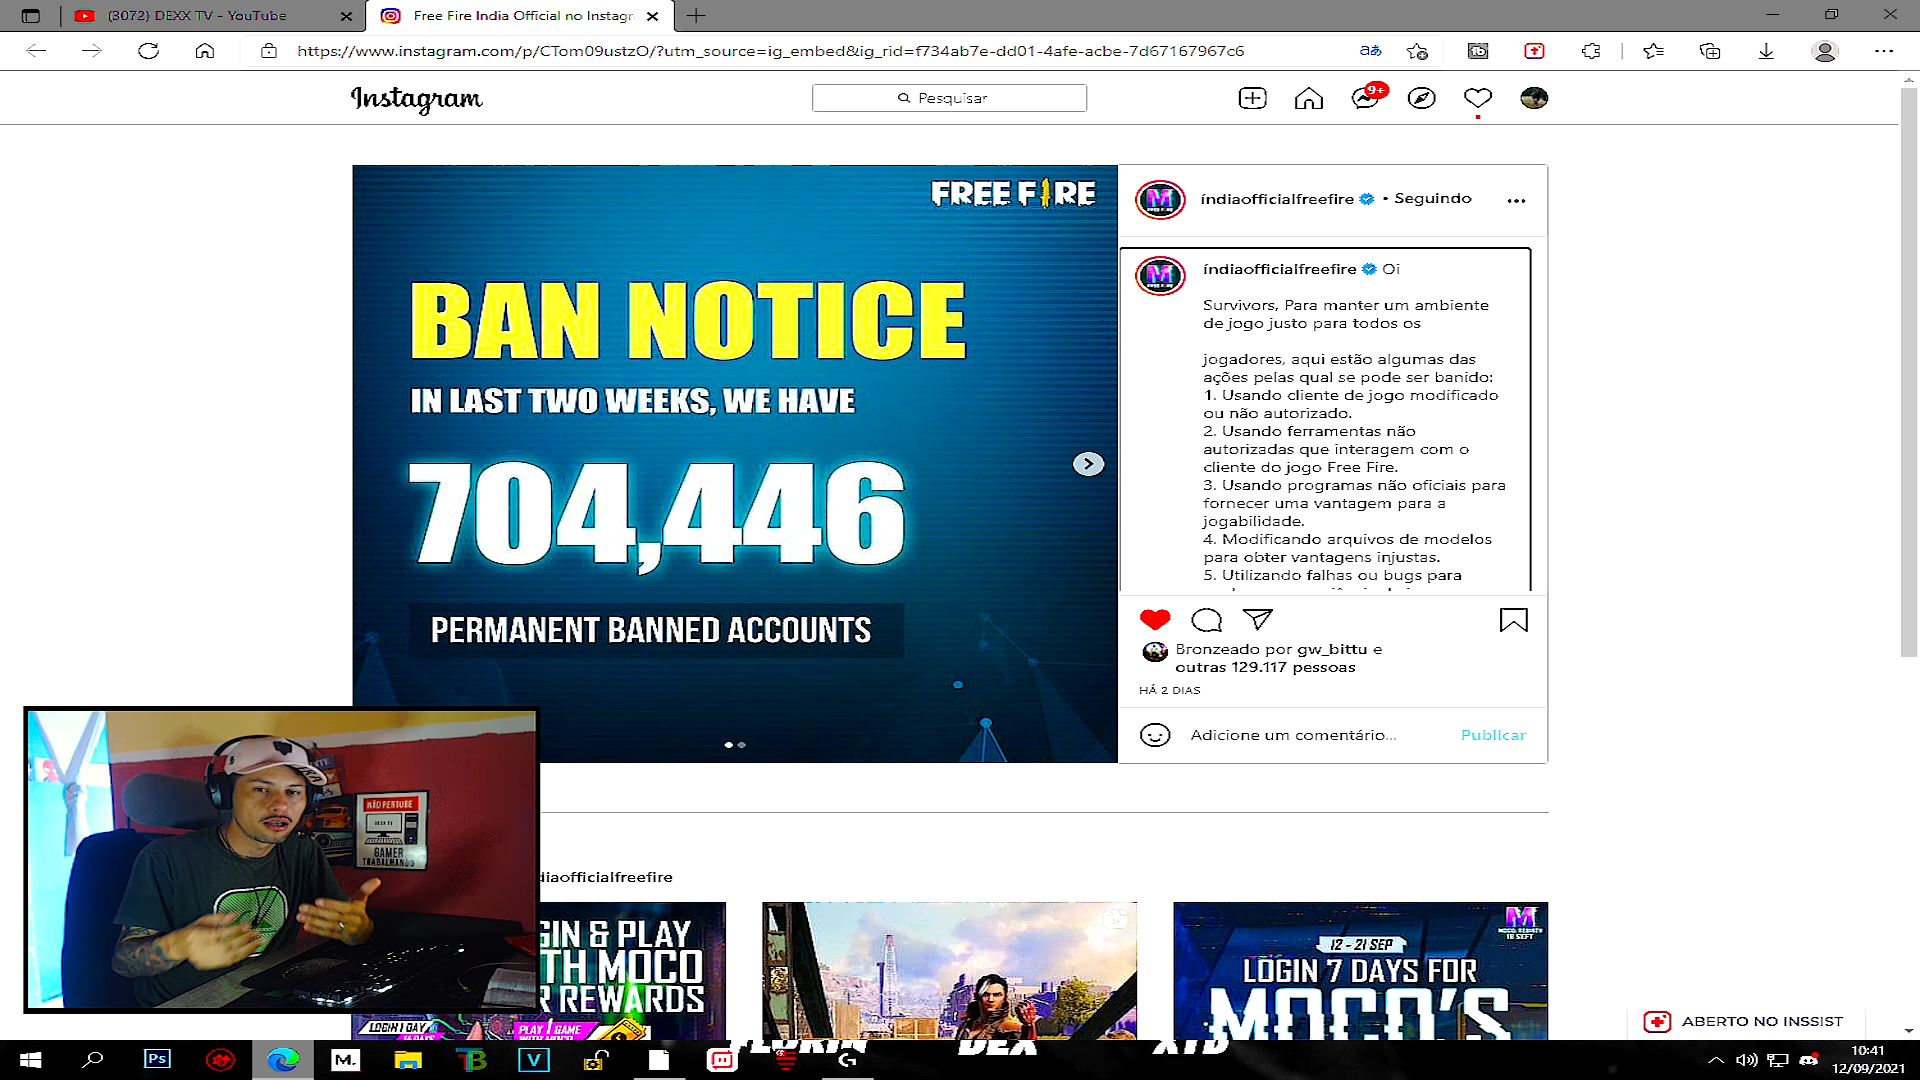 (3072) DEXX TV - YouTube
Free Fire India Official no Instagr
https://www.instagram.com/p/CTom09ustzO/?utm_source=ig_embed&ig_rid=f734ab7e-dd01-4afe-acbe-7d67167967c6
Instagram
Pesquisar
9+
FREE FIRE
BAN NOTICE
IN LAST TWO WEEKS, WE HAVE
704,446
PERMANENT BANNED ACCOUNTS
índiaofficialfreefire • Seguindo
índiaofficialfreefire Oi
Survivors, Para manter um ambiente
de jogo justo para todos os
jogadores, aqui estão algumas das
ações pelas qual se pode ser banido:
1. Usando cliente de jogo modificado
ou não autorizado.
2. Usando ferramentas não
autorizadas que interagem com o
cliente do jogo Free Fire.
3. Usando programas não oficiais para
fornecer uma vantagem para a
jogabilidade.
4. Modificando arquivos de modelos
para obter vantagens injustas.
5. Utilizando falhas ou bugs para
Bronzeado por gw_bittu e
outras 129.117 pessoas
HÁ 2 DIAS
Adicione um comentário...
Publicar
NÃO PERTUBE
DEXX TV
GAMER
TRABALHANDO
diaofficialfreefire
GIN & PLAY
TH MOCO
R REWARDS
LOGIN 1 DAY
PLAY 1 GAME
12 - 21 SEP
LOGIN 7 DAYS FOR
MOCO'S
ABERTO NO INSSIST
Ps
M.
V
10:41
12/09/2021